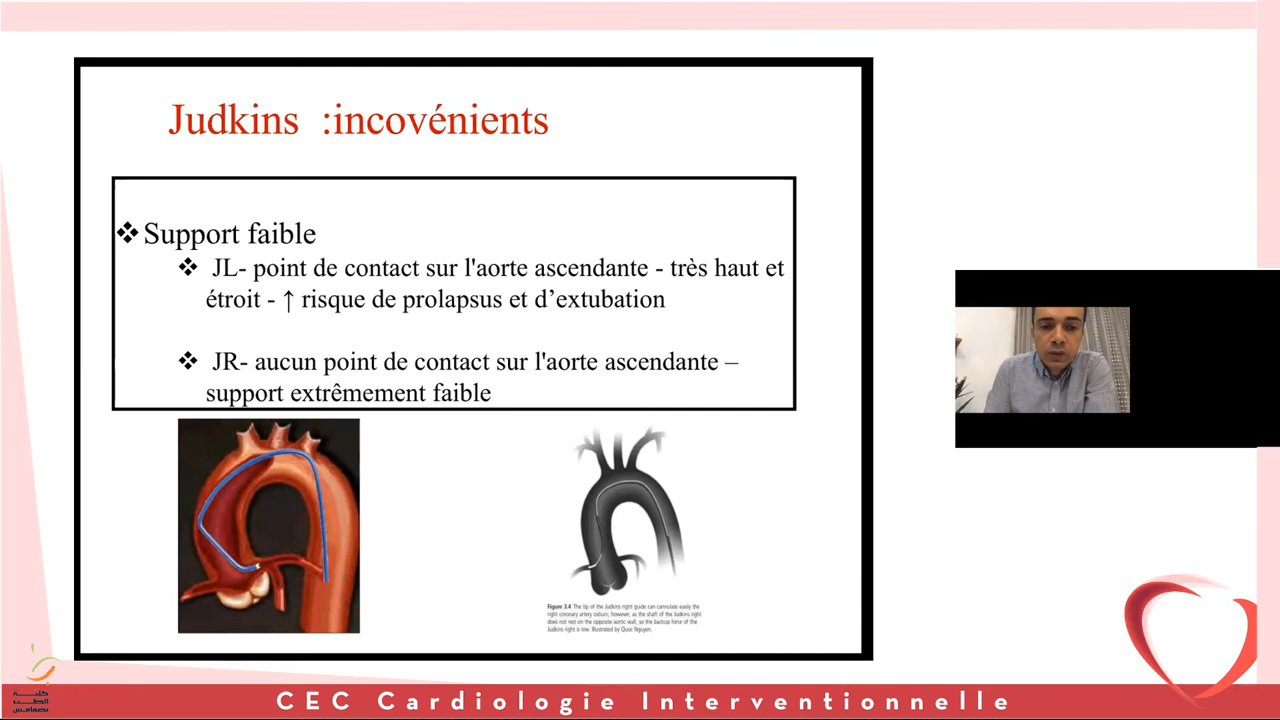 Judkins :incovénients
❖ Support faible
❖ JL- point de contact sur l'aorte ascendante - très haut et
étroit - ↑ risque de prolapsus et d’extubation
❖ JR- aucun point de contact sur l'aorte ascendante –
support extrêmement faible
Figure 3.4 The tip of the Judkins right guide can cannulate easily the
right coronary artery ostium; however, as the shaft of the Judkins right
does not rest on the opposite aortic wall, so the backup force of the
Judkins right is low. Illustrated by Quoc Nguyen.
كلية
الطب
بصفاقس
CEC Cardiologie Interventionnelle